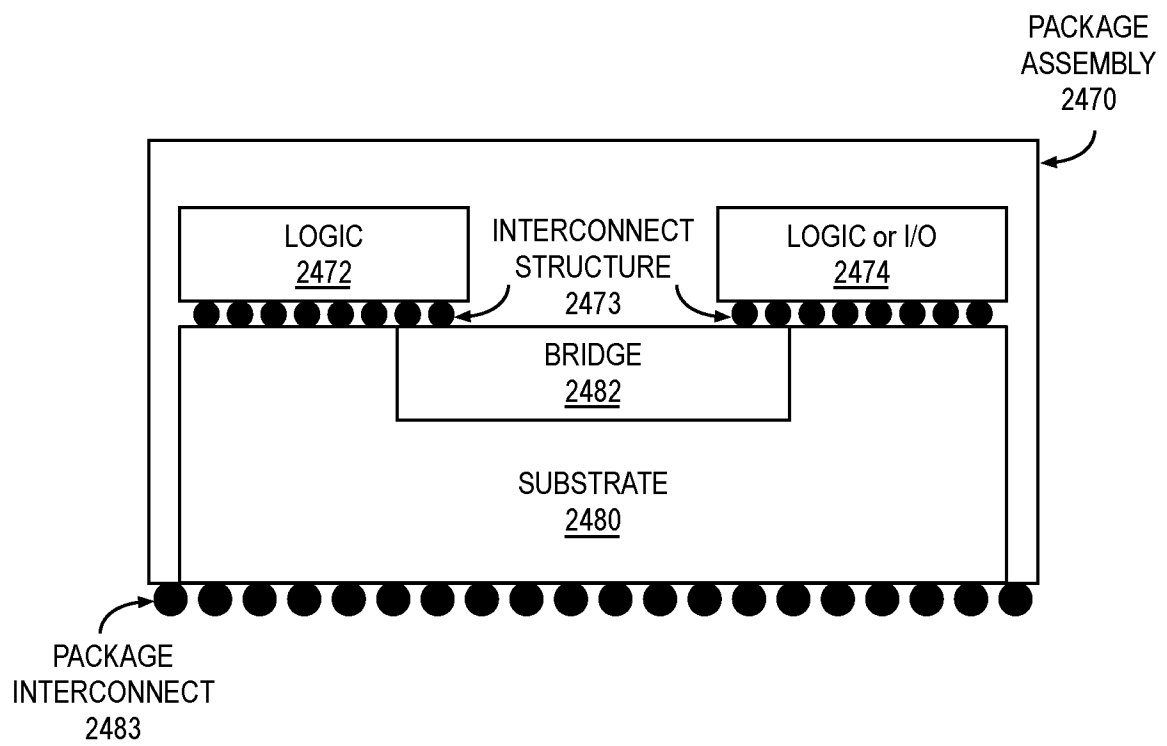 PACKAGE
ASSEMBLY
2470
LOGIC
2472
INTERCONNECT
STRUCTURE
2473
LOGIC or I/O
2474
BRIDGE
2482
SUBSTRATE
2480
PACKAGE
INTERCONNECT
2483